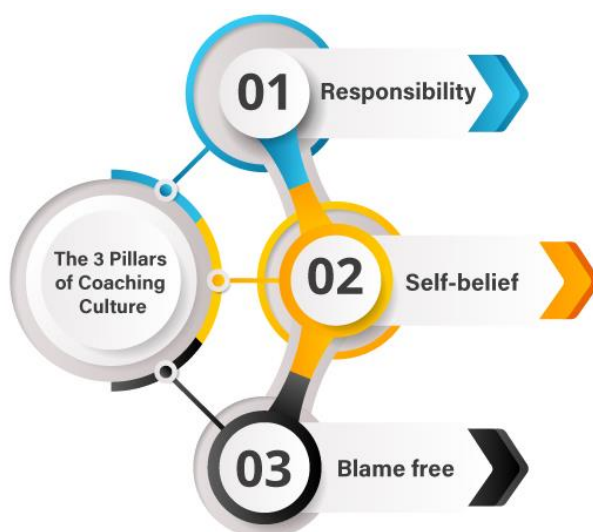 01
Responsibility
The 3 Pillars
of Coaching
Culture
02
Self-belief
03
Blame free